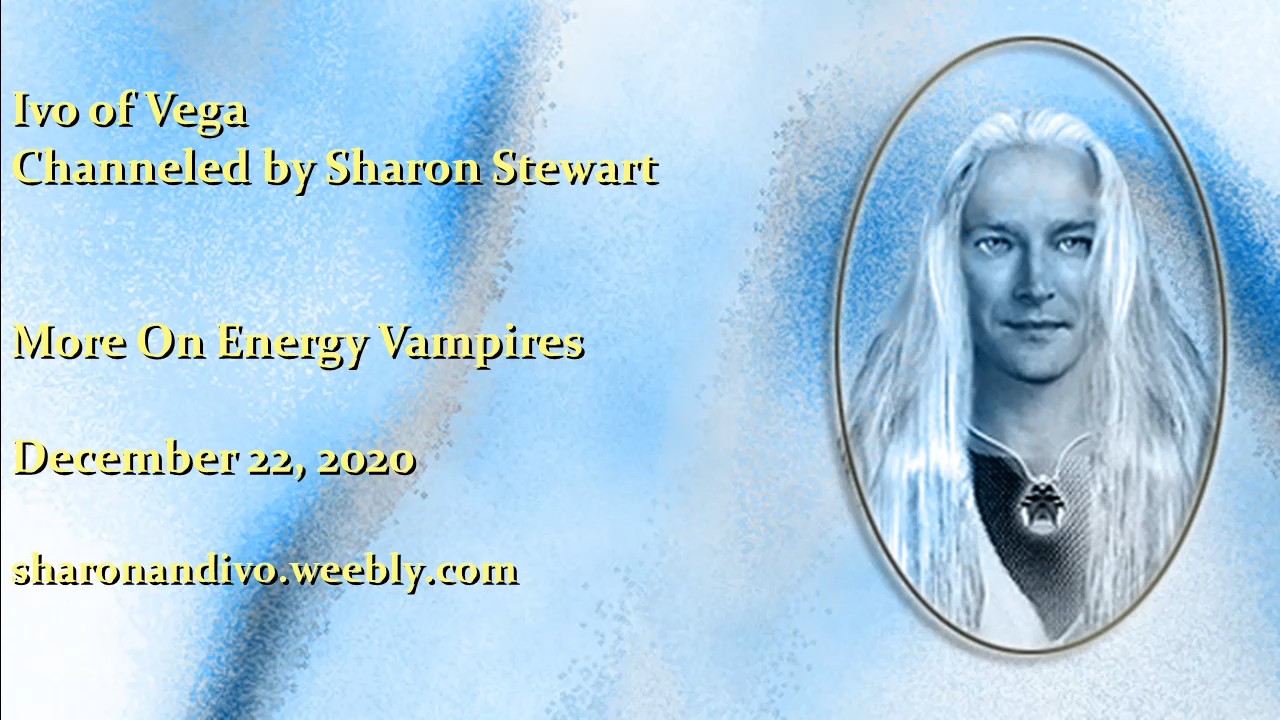 Ivo of Vega
Channeled by Sharon Stewart
More On Energy Vampires
December 22, 2020
sharonandivo.weebly.com